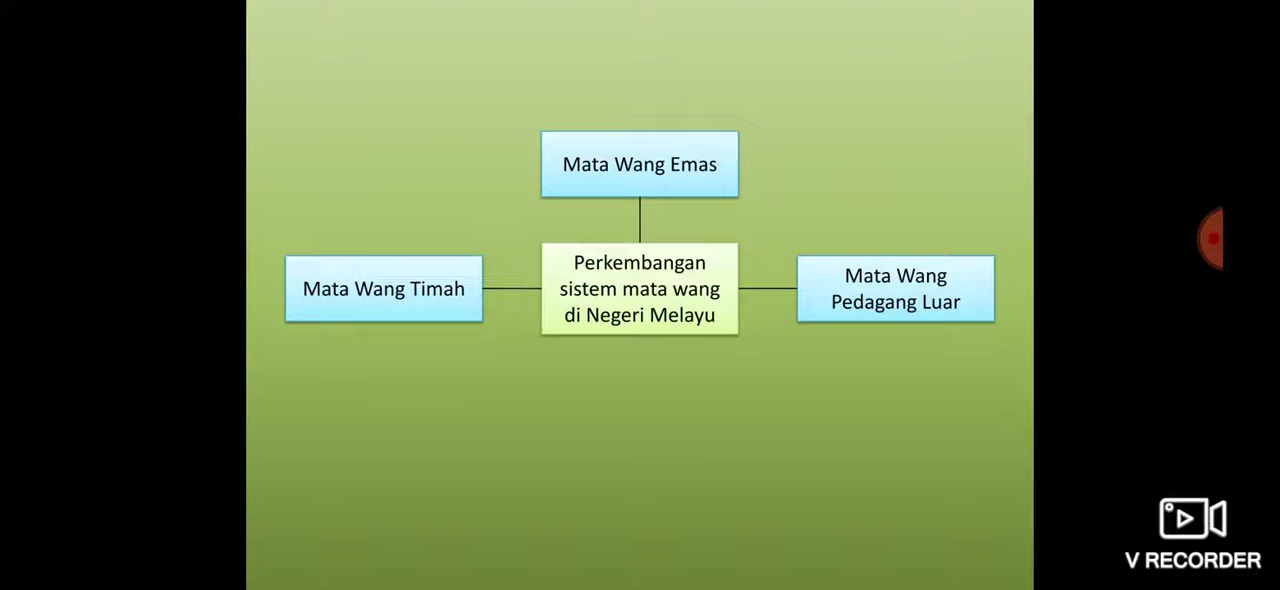 Mata Wang Emas
Mata Wang Timah
Perkembangan
sistem mata wang
di Negeri Melayu
Mata Wang
Pedagang Luar
V RECORDER